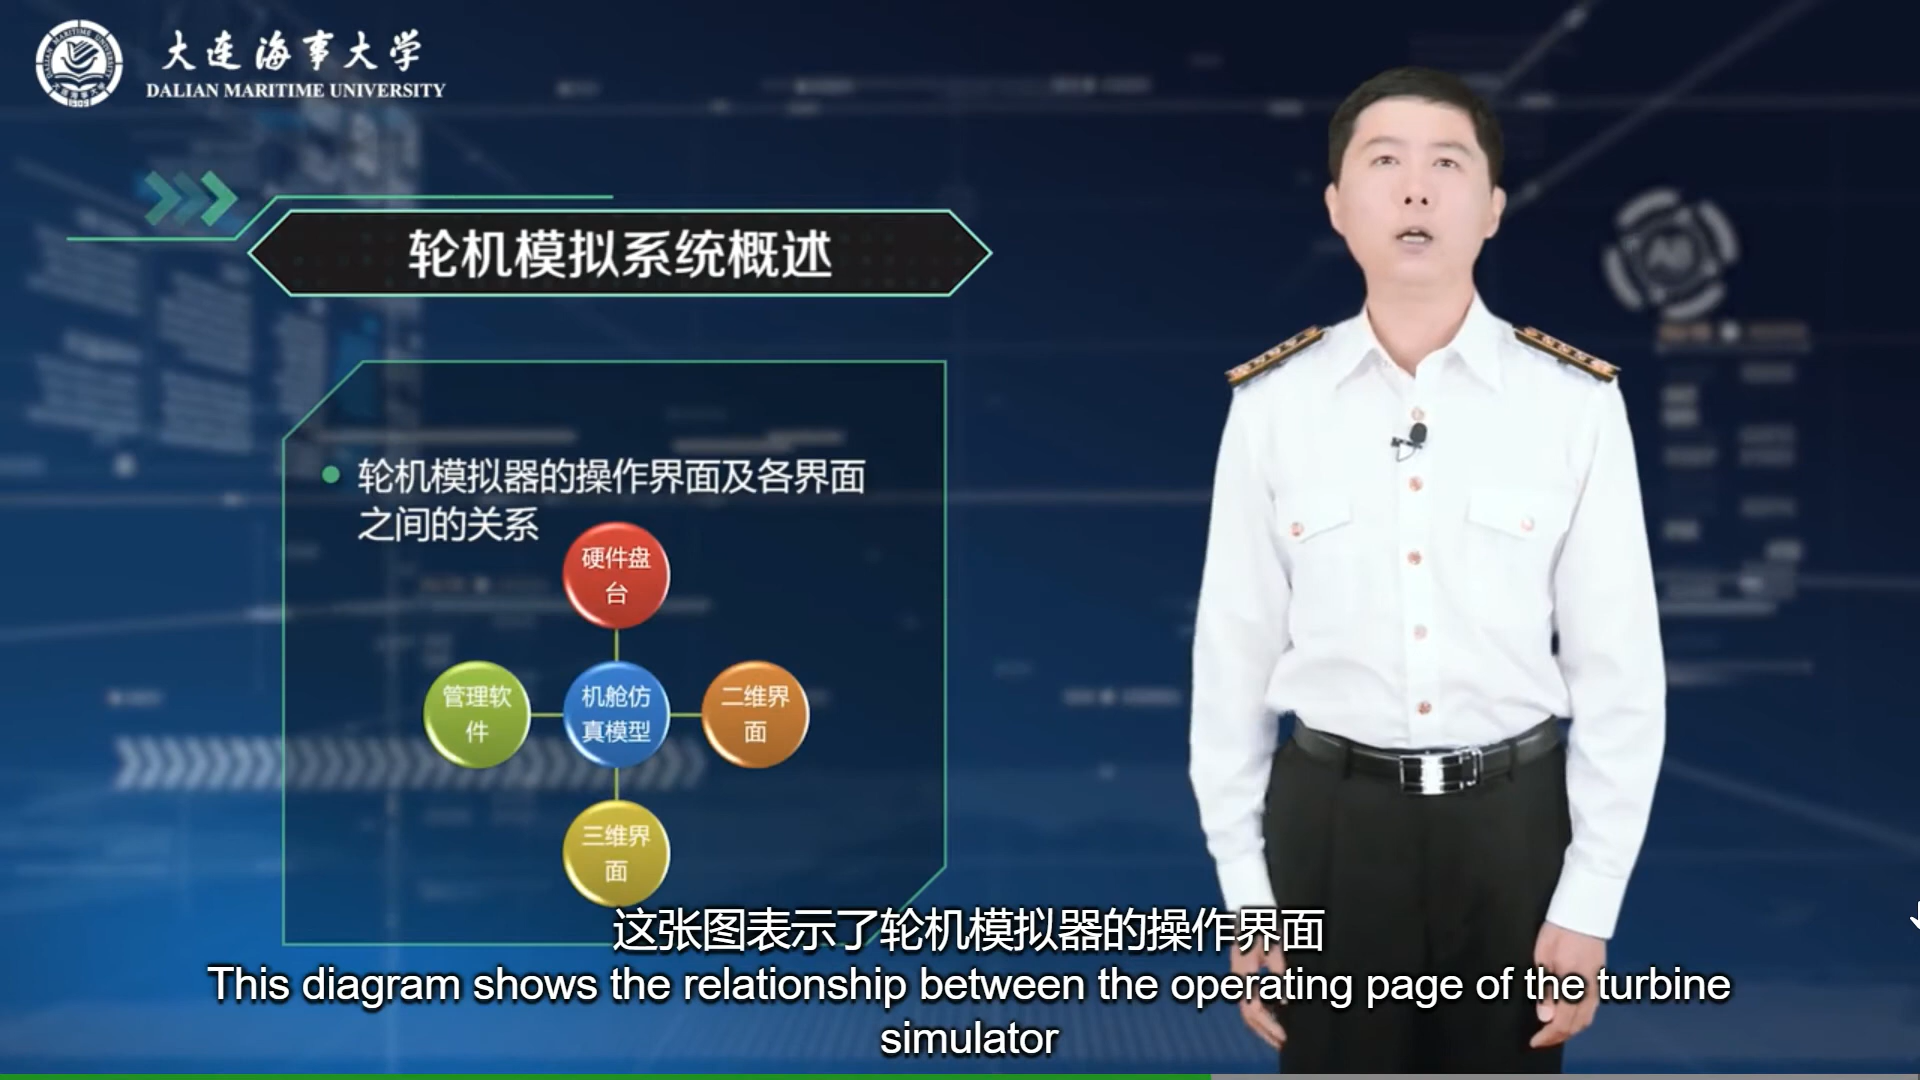 大连海事大学
DALIAN MARITIME UNIVERSITY
1909
轮机模拟系统概述
轮机模拟器的操作界面及各界面
之间的关系
硬件盘
台
管理软
件
机舱仿
真模型
二维界
面
三维界
面
这张图表示了轮机模拟器的操作界面
This diagram shows the relationship between the operating page of the turbine
simulator